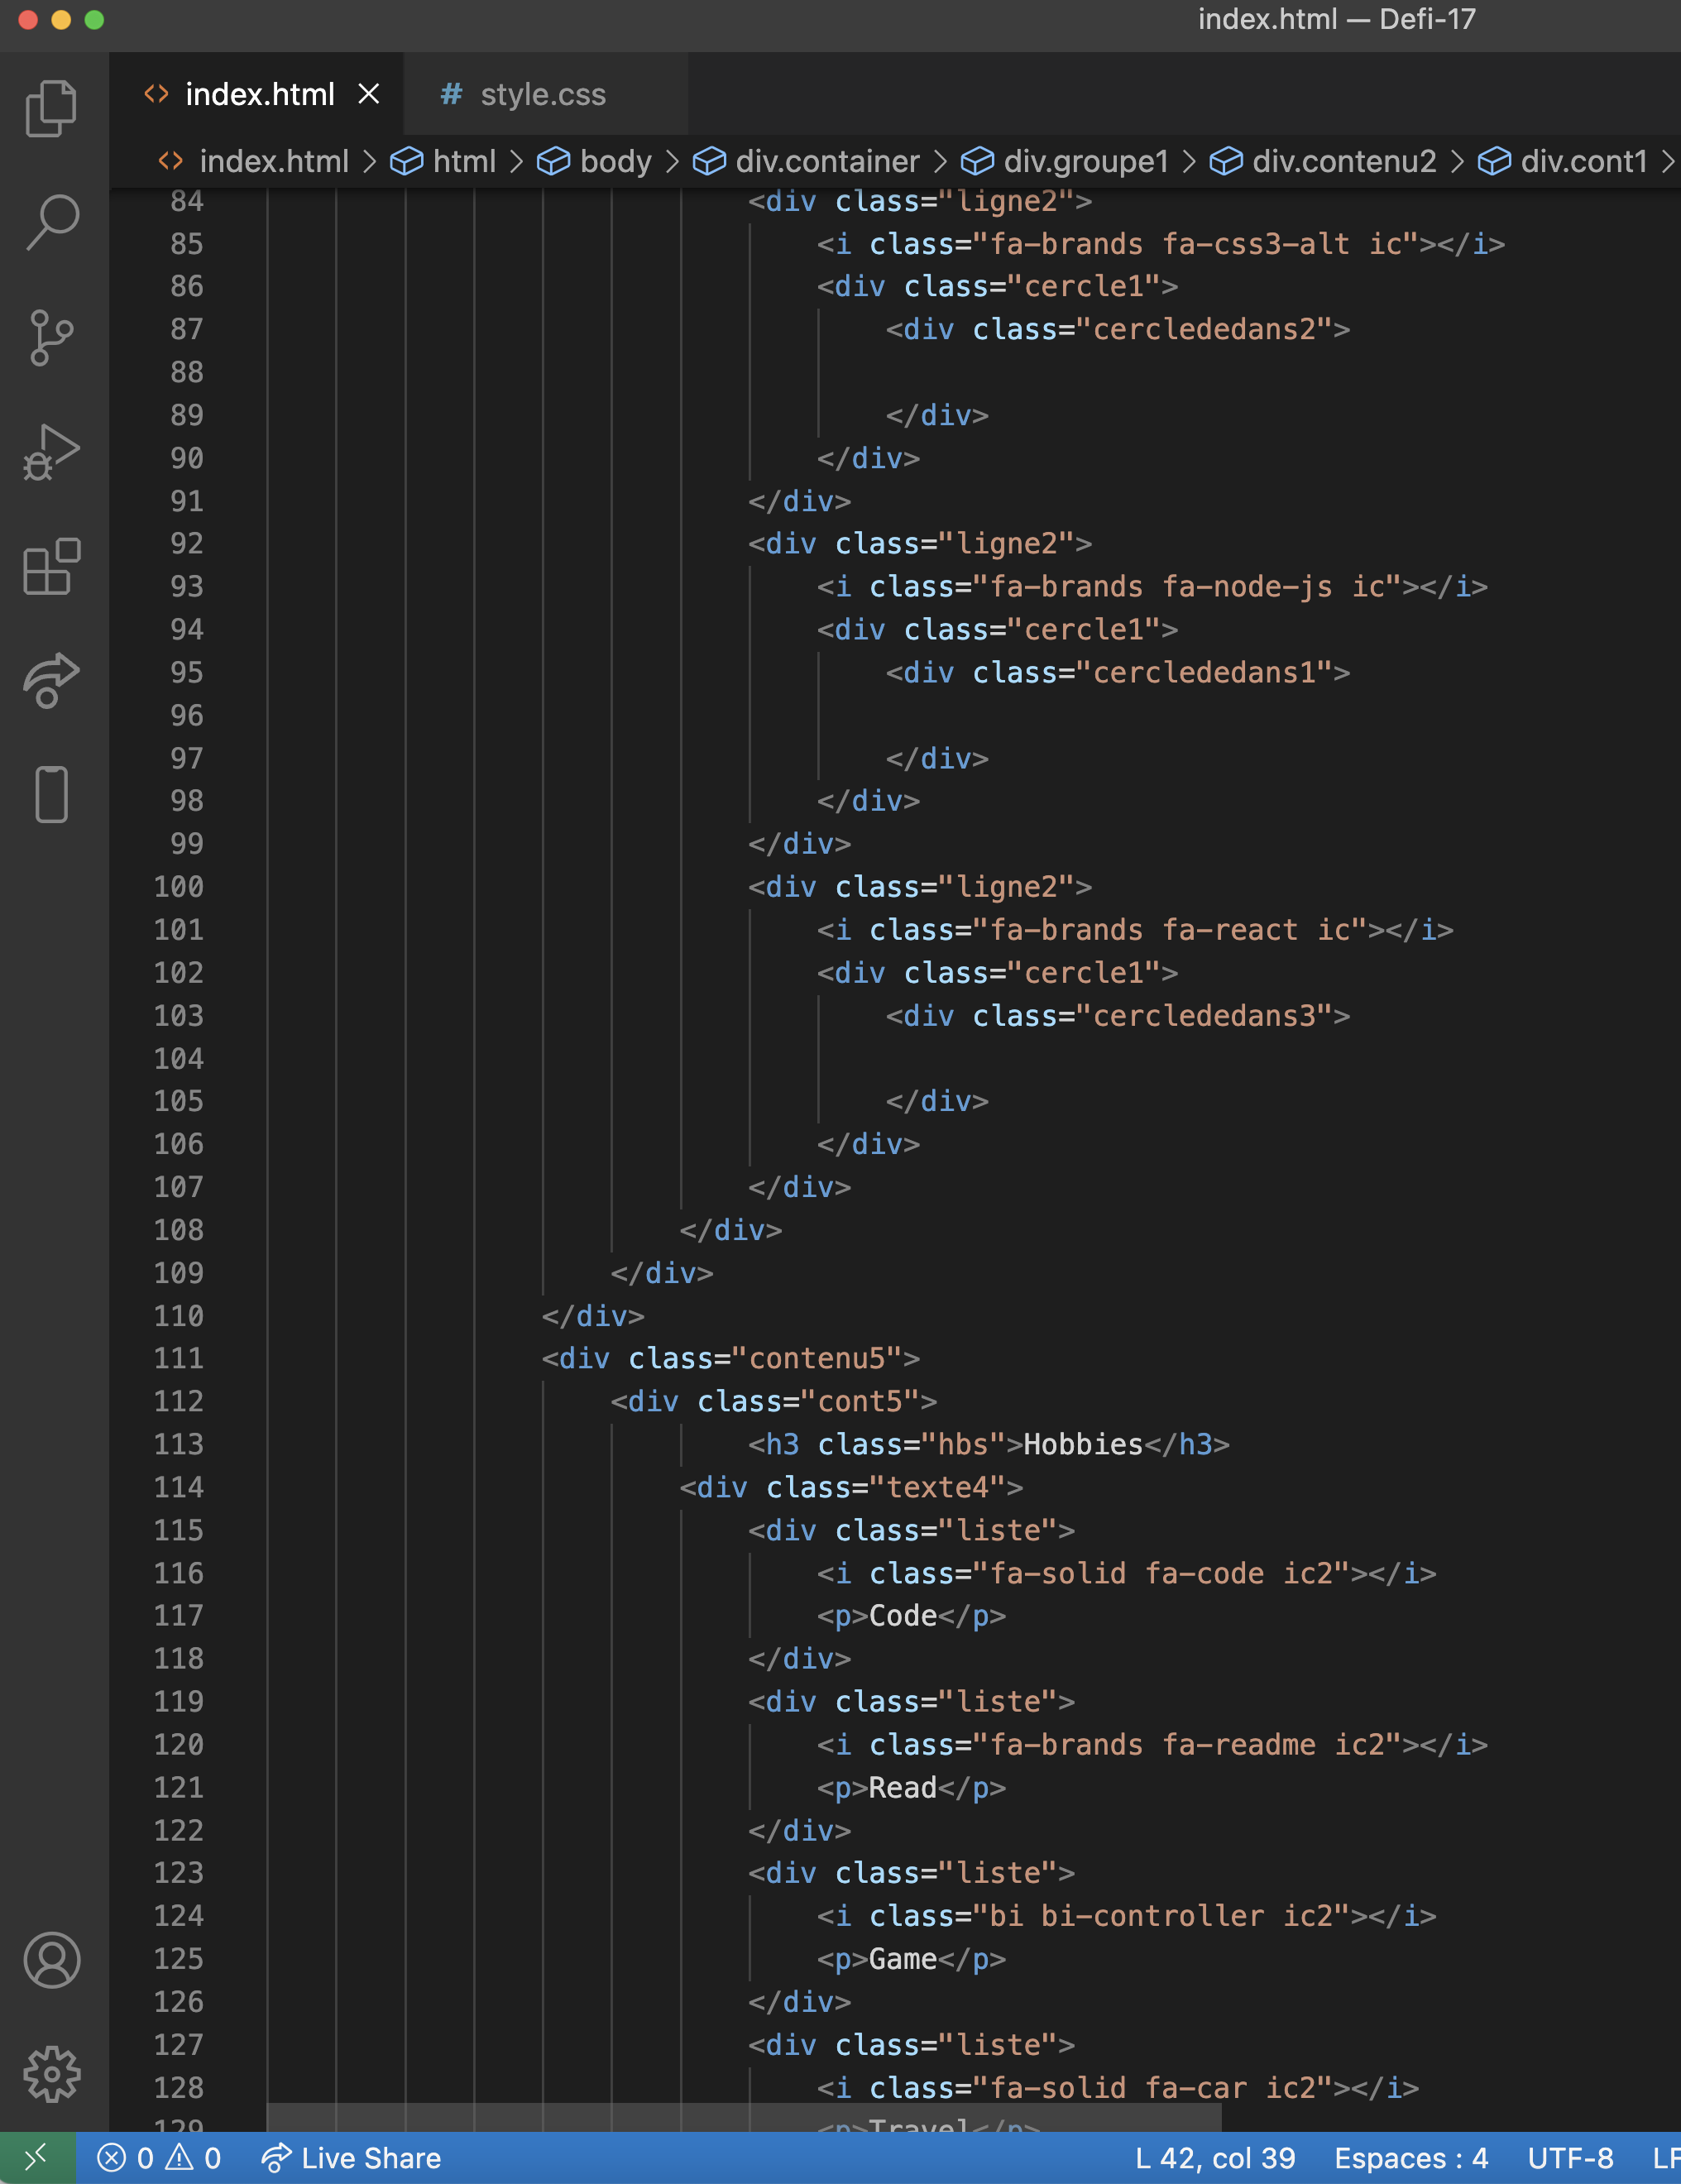 index.html — Defi-17
index.html
# style.css
index.html > html > body > div.container > div.groupe1 > div.contenu2 > div.cont1 >
84 <div class="ligne2">
85 <i class="fa-brands fa-css3-alt ic"></i>
86 <div class="cercle1">
87 <div class="cerclededans2">
88
89 </div>
90 </div>
91 </div>
92 <div class="ligne2">
93 <i class="fa-brands fa-node-js ic"></i>
94 <div class="cercle1">
95 <div class="cerclededans1">
96
97 </div>
98 </div>
99 </div>
100 <div class="ligne2">
101 <i class="fa-brands fa-react ic"></i>
102 <div class="cercle1">
103 <div class="cerclededans3">
104
105 </div>
106 </div>
107 </div>
108 </div>
109 </div>
110 </div>
111 <div class="contenu5">
112 <div class="cont5">
113 <h3 class="hbs">Hobbies</h3>
114 <div class="texte4">
115 <div class="liste">
116 <i class="fa-solid fa-code ic2"></i>
117 <p>Code</p>
118 </div>
119 <div class="liste">
120 <i class="fa-brands fa-readme ic2"></i>
121 <p>Read</p>
122 </div>
123 <div class="liste">
124 <i class="bi bi-controller ic2"></i>
125 <p>Game</p>
126 </div>
127 <div class="liste">
128 <i class="fa-solid fa-car ic2"></i>
129 <p>Travel</p>
0 0 Live Share L 42, col 39 Espaces : 4 UTF-8 LF